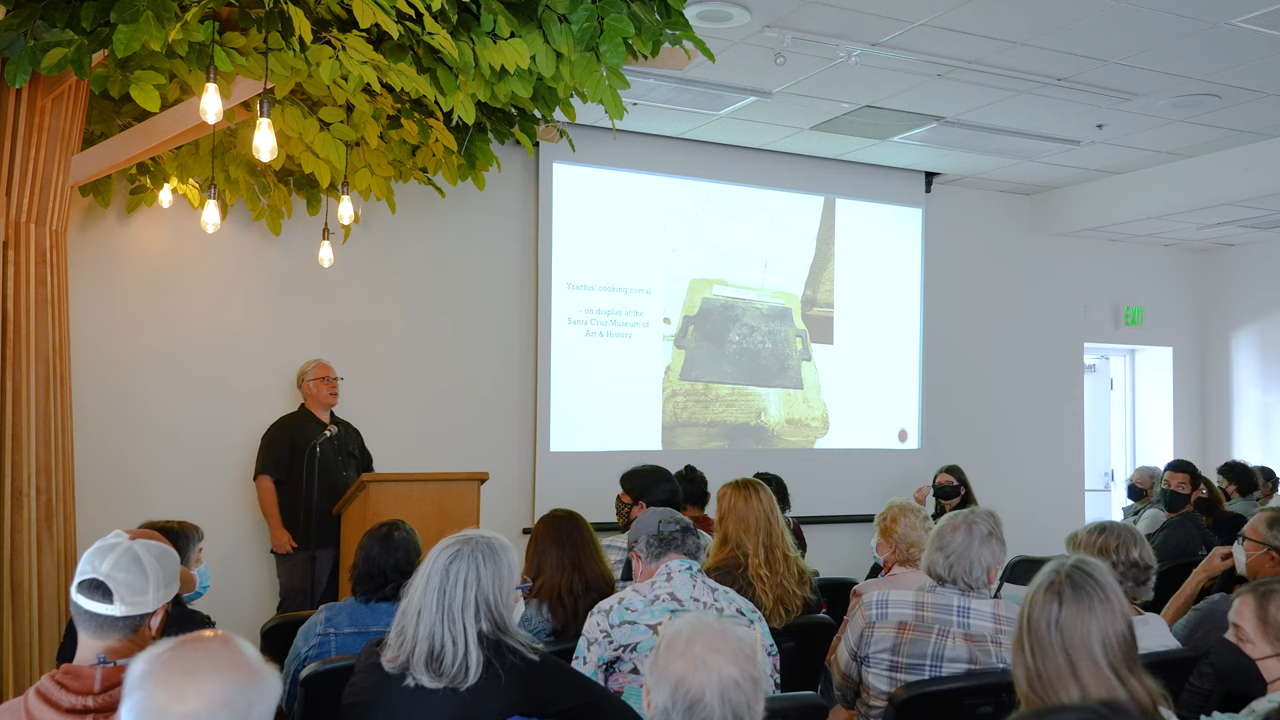 Yrachis' cooking comal
- on display at the
Santa Cruz Museum of
Art & History
EXIT